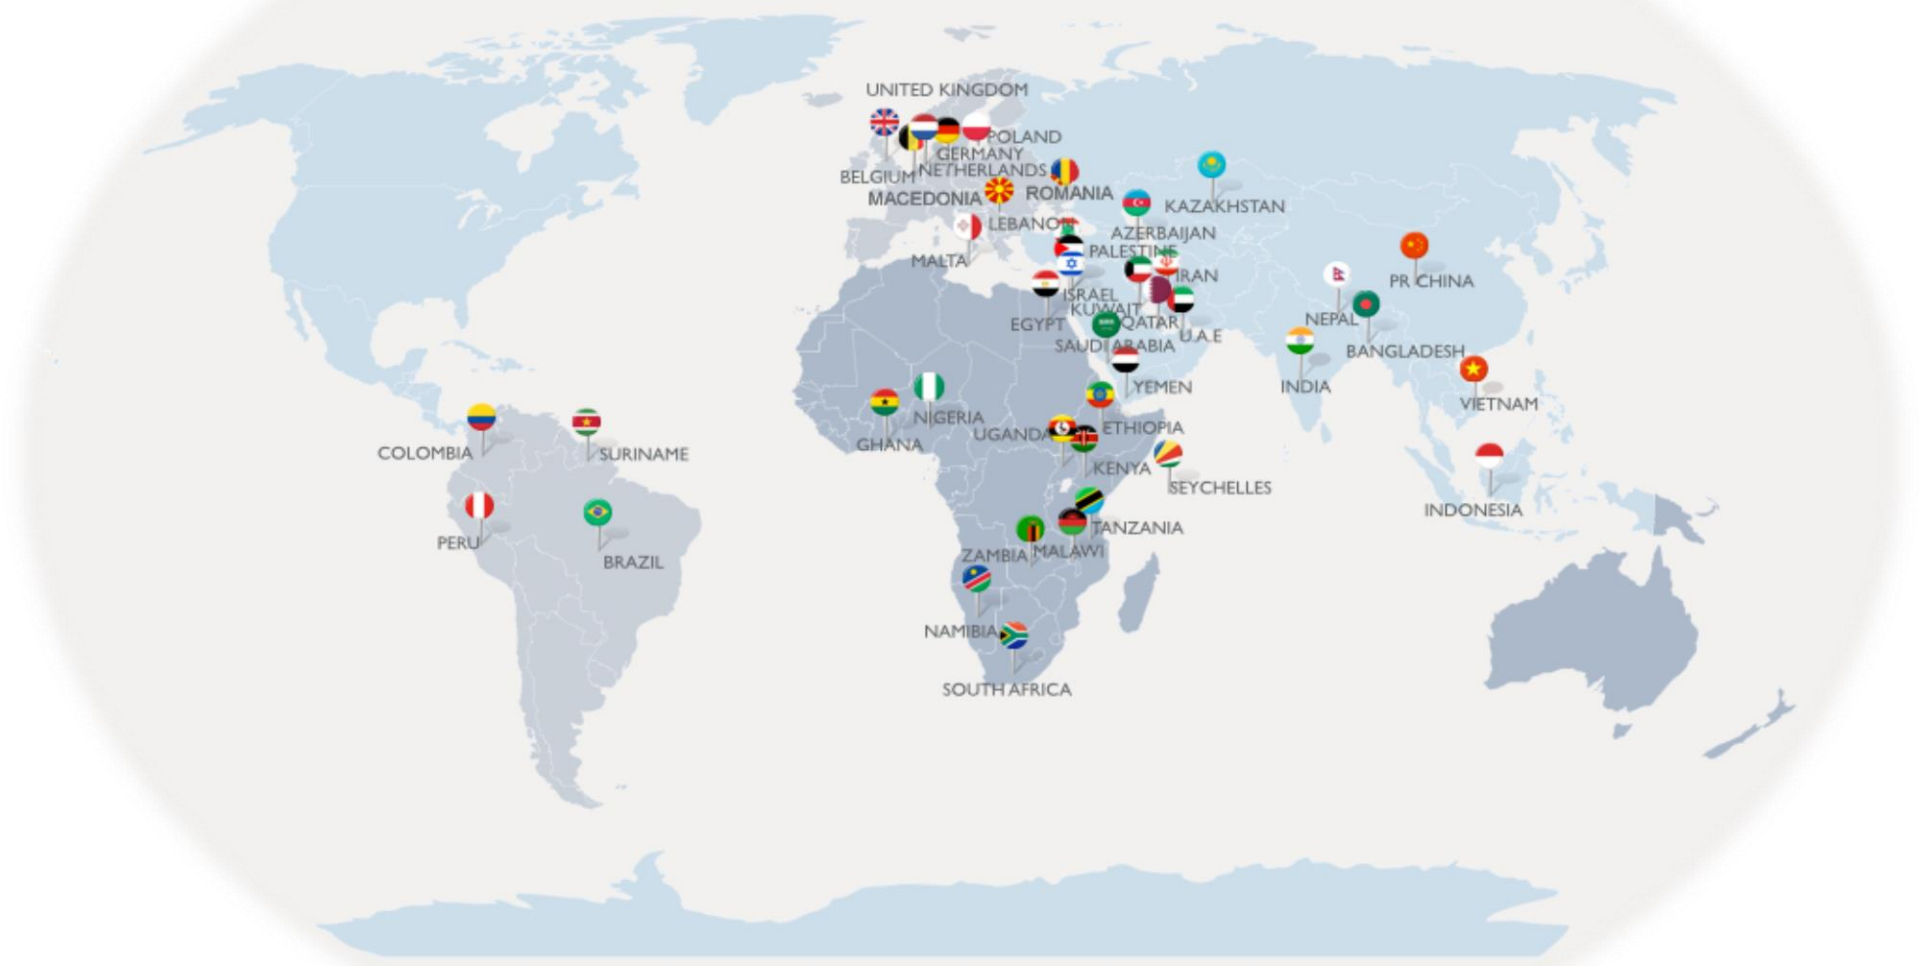 UNITED KINGDOM
POLAND
GERMANY
NETHERLANDS
BELGIUM
MACEDONIA
ROMANIA
KAZAKHSTAN
LEBANON
AZERBAIJAN
PALESTINE
MALTA
IRAN
PR CHINA
ISRAEL
KUWAIT
EGYPT
QATAR
NEPAL
U.A.E
SAUDI ARABIA
BANGLADESH
YEMEN
INDIA
VIETNAM
NIGERIA
ETHIOPIA
UGANDA
GHANA
COLOMBIA
SURINAME
KENYA
SEYCHELLES
INDONESIA
TANZANIA
PERU
ZAMBIA
MALAWI
BRAZIL
NAMIBIA
SOUTH AFRICA